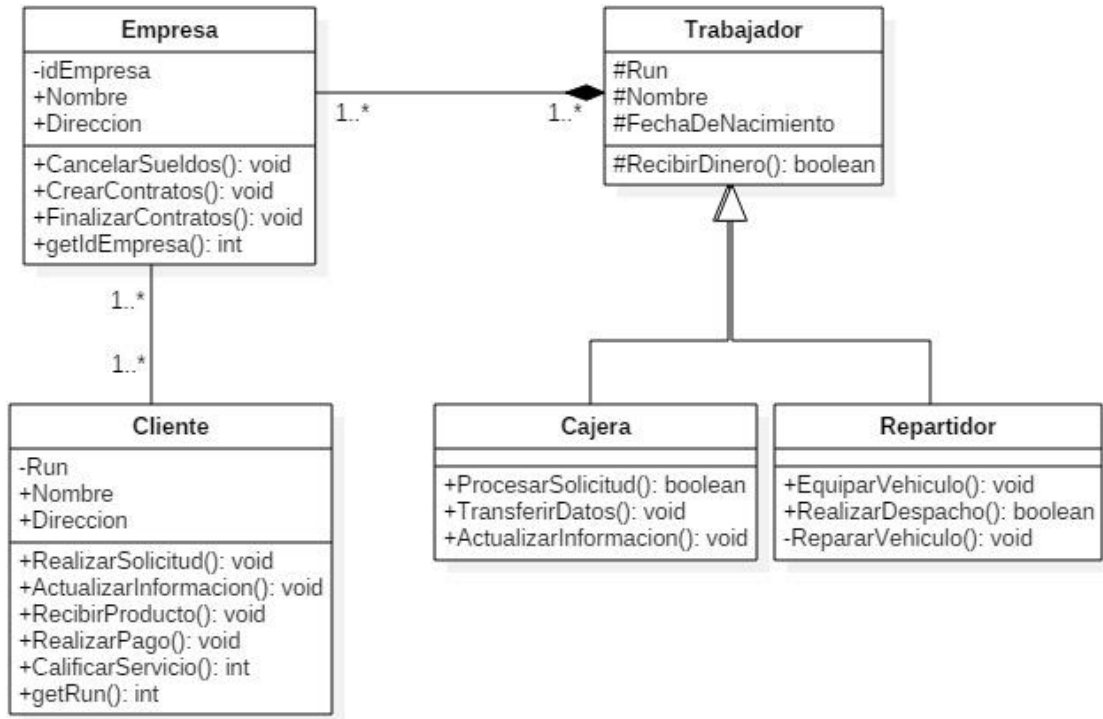 Empresa
-idEmpresa
+Nombre
+Direccion
+CancelarSueldos(): void
+CrearContratos(): void
+FinalizarContratos(): void
+getIdEmpresa(): int
1..*
1..*
Trabajador
#Run
#Nombre
#FechaDeNacimiento
#RecibirDinero(): boolean
1..*
1..*
Cliente
-Run
+Nombre
+Direccion
+RealizarSolicitud(): void
+ActualizarInformacion(): void
+RecibirProducto(): void
+RealizarPago(): void
+CalificarServicio(): int
+getRun(): int
Cajera
+ProcesarSolicitud(): boolean
+TransferirDatos(): void
+ActualizarInformacion(): void
Repartidor
+EquiparVehiculo(): void
+RealizarDespacho(): boolean
-RepararVehiculo(): void